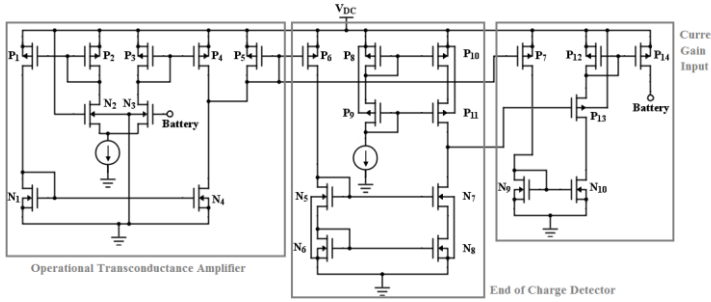 V_DC
Curre
Gain
Input
P1
P2
P3
P4
P5
P6
P8
P10
P7
P12
P14
N2
N3
Battery
P9
P11
P13
Battery
N1
N4
N5
N7
N9
N10
N6
N8
Operational Transconductance Amplifier
End of Charge Detector